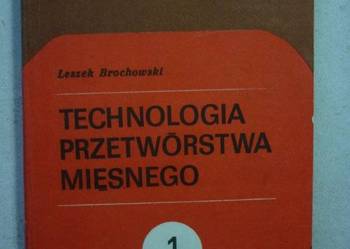 Leszek Brochowski
TECHNOLOGIA
PRZETWÓRSTWA
MIĘSNEGO
1